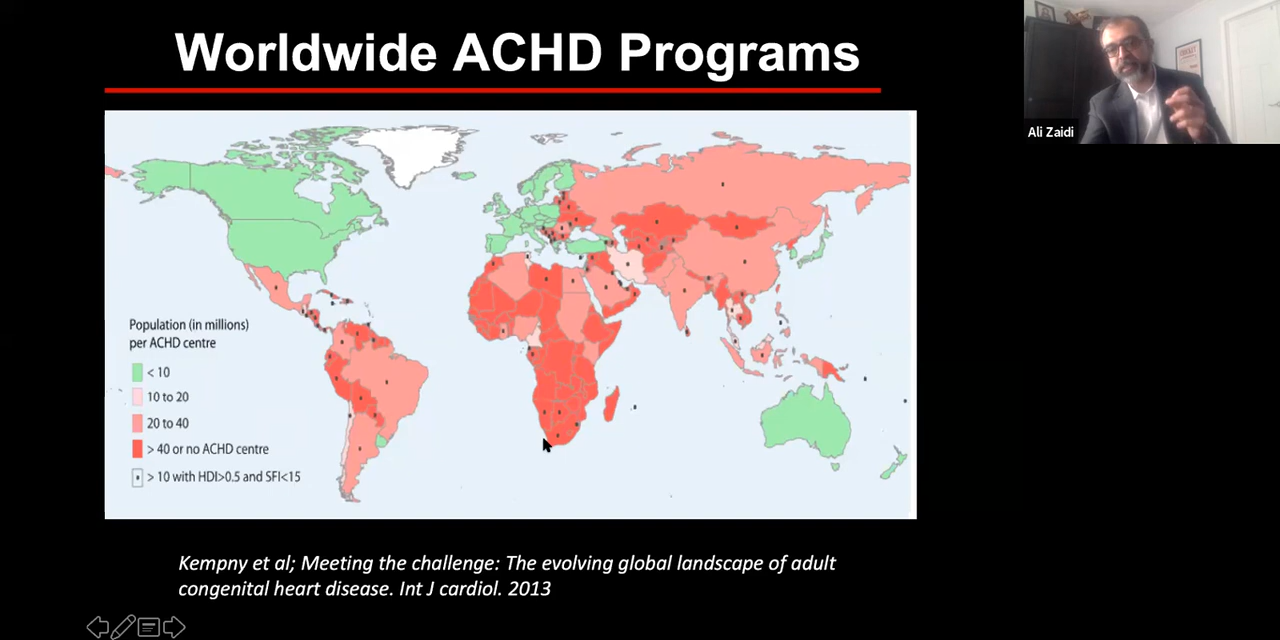 Worldwide ACHD Programs
Ali Zaidi
Population (in millions)
per ACHD centre
< 10
10 to 20
20 to 40
> 40 or no ACHD centre
> 10 with HDI>0.5 and SFI<15
Kempny et al; Meeting the challenge: The evolving global landscape of adult
congenital heart disease. Int J cardiol. 2013